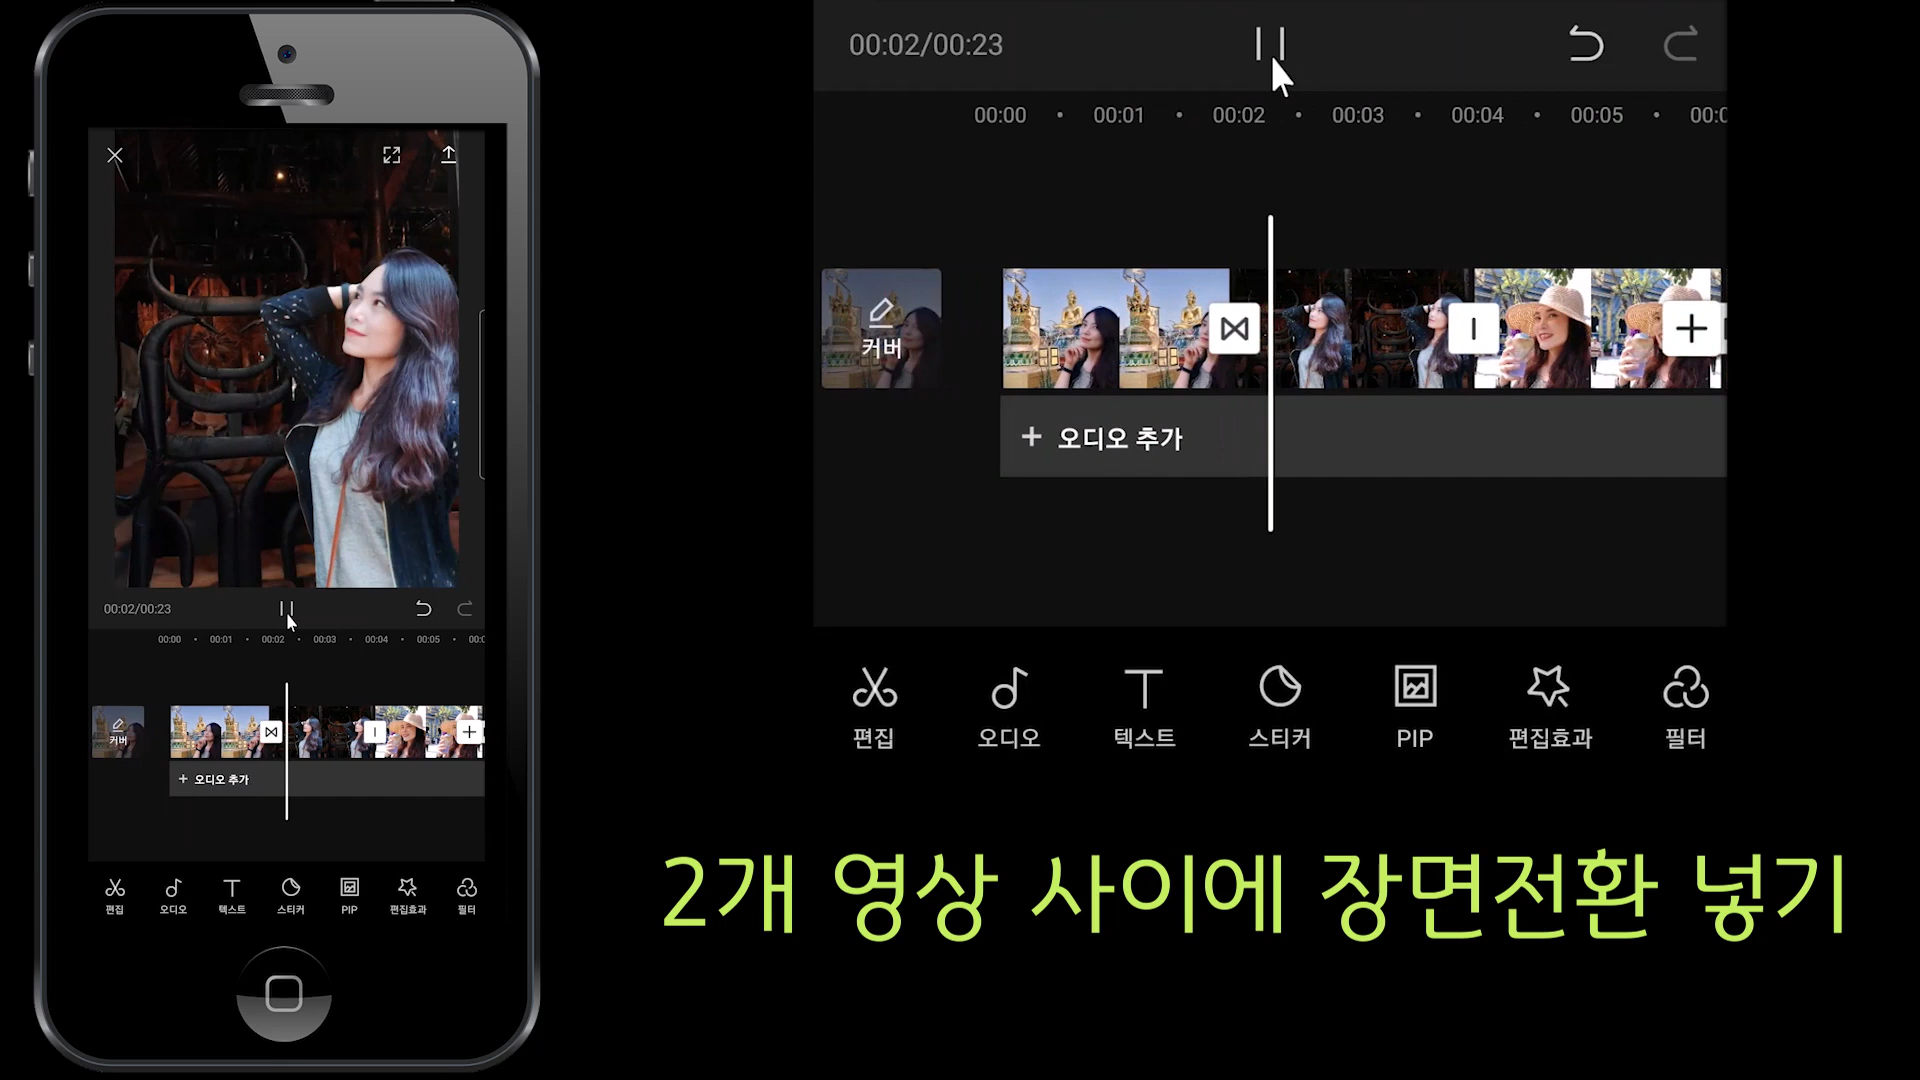 00:02/00:23
00:00 00:01 00:02 00:03 00:04 00:05
커버
+ 오디오 추가
편집 오디오 텍스트 스티커 PIP 편집효과 필터
00:02/00:23
00:00 00:01 00:02 00:03 00:04 00:05
커버
+ 오디오 추가
편집 오디오 텍스트 스티커 PIP 편집효과 필터
2개 영상 사이에 장면전환 넣기